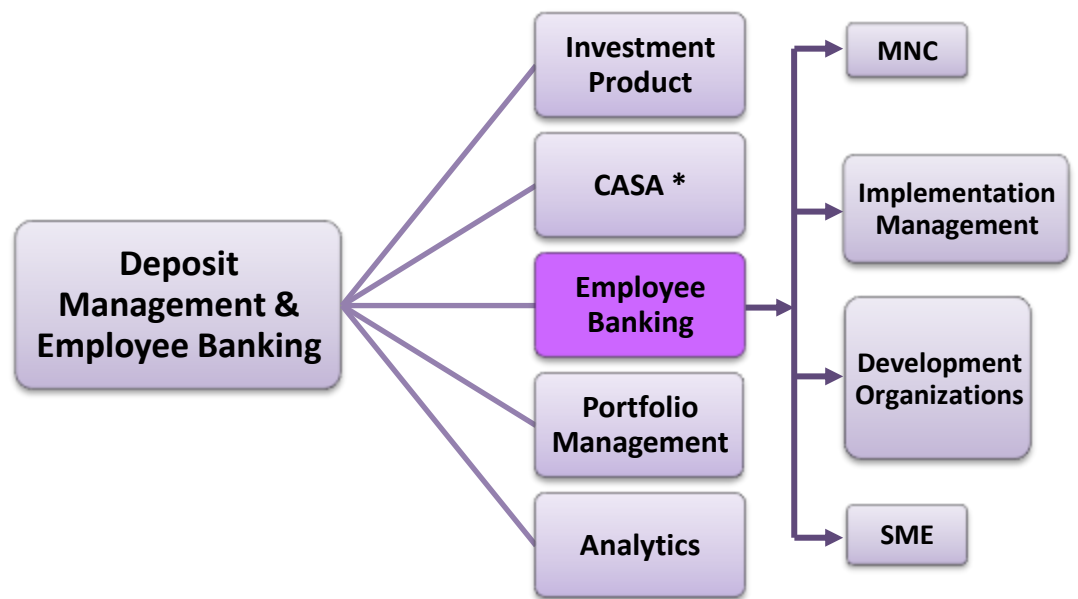 Deposit
Management &
Employee Banking
Investment
Product
CASA *
Employee
Banking
Portfolio
Management
Analytics
MNC
Implementation
Management
Development
Organizations
SME